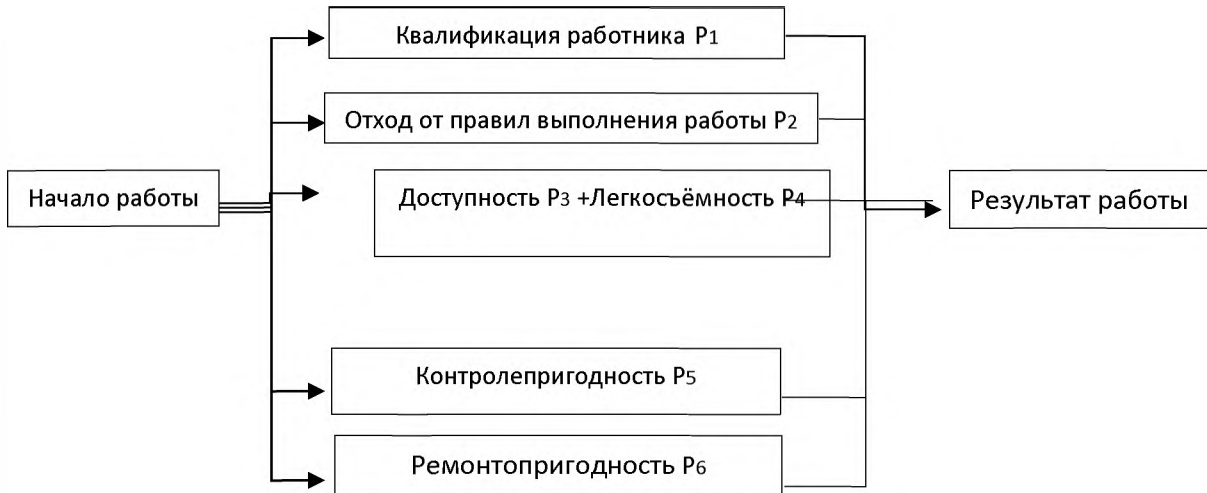 Квалификация работника P1
Отход от правил выполнения работы P2
Начало работы
Доступность P3 +Легкосъёмность P4
Результат работы
Контролепригодность P5
Ремонтопригодность P6